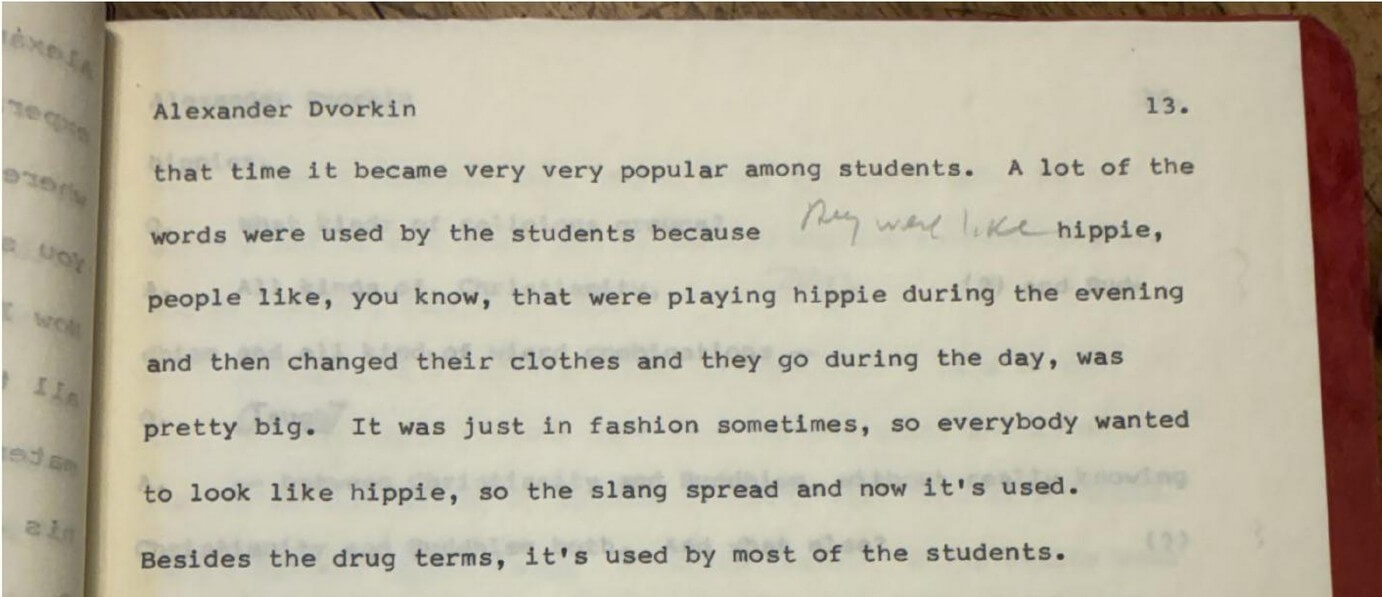 Alexander Dvorkin 13.
that time it became very very popular among students. A lot of the
words were used by the students because they were like hippie,
people like, you know, that were playing hippie during the evening
and then changed their clothes and they go during the day, was
pretty big. It was just in fashion sometimes, so everybody wanted
to look like hippie, so the slang spread and now it's used.
Besides the drug terms, it's used by most of the students.